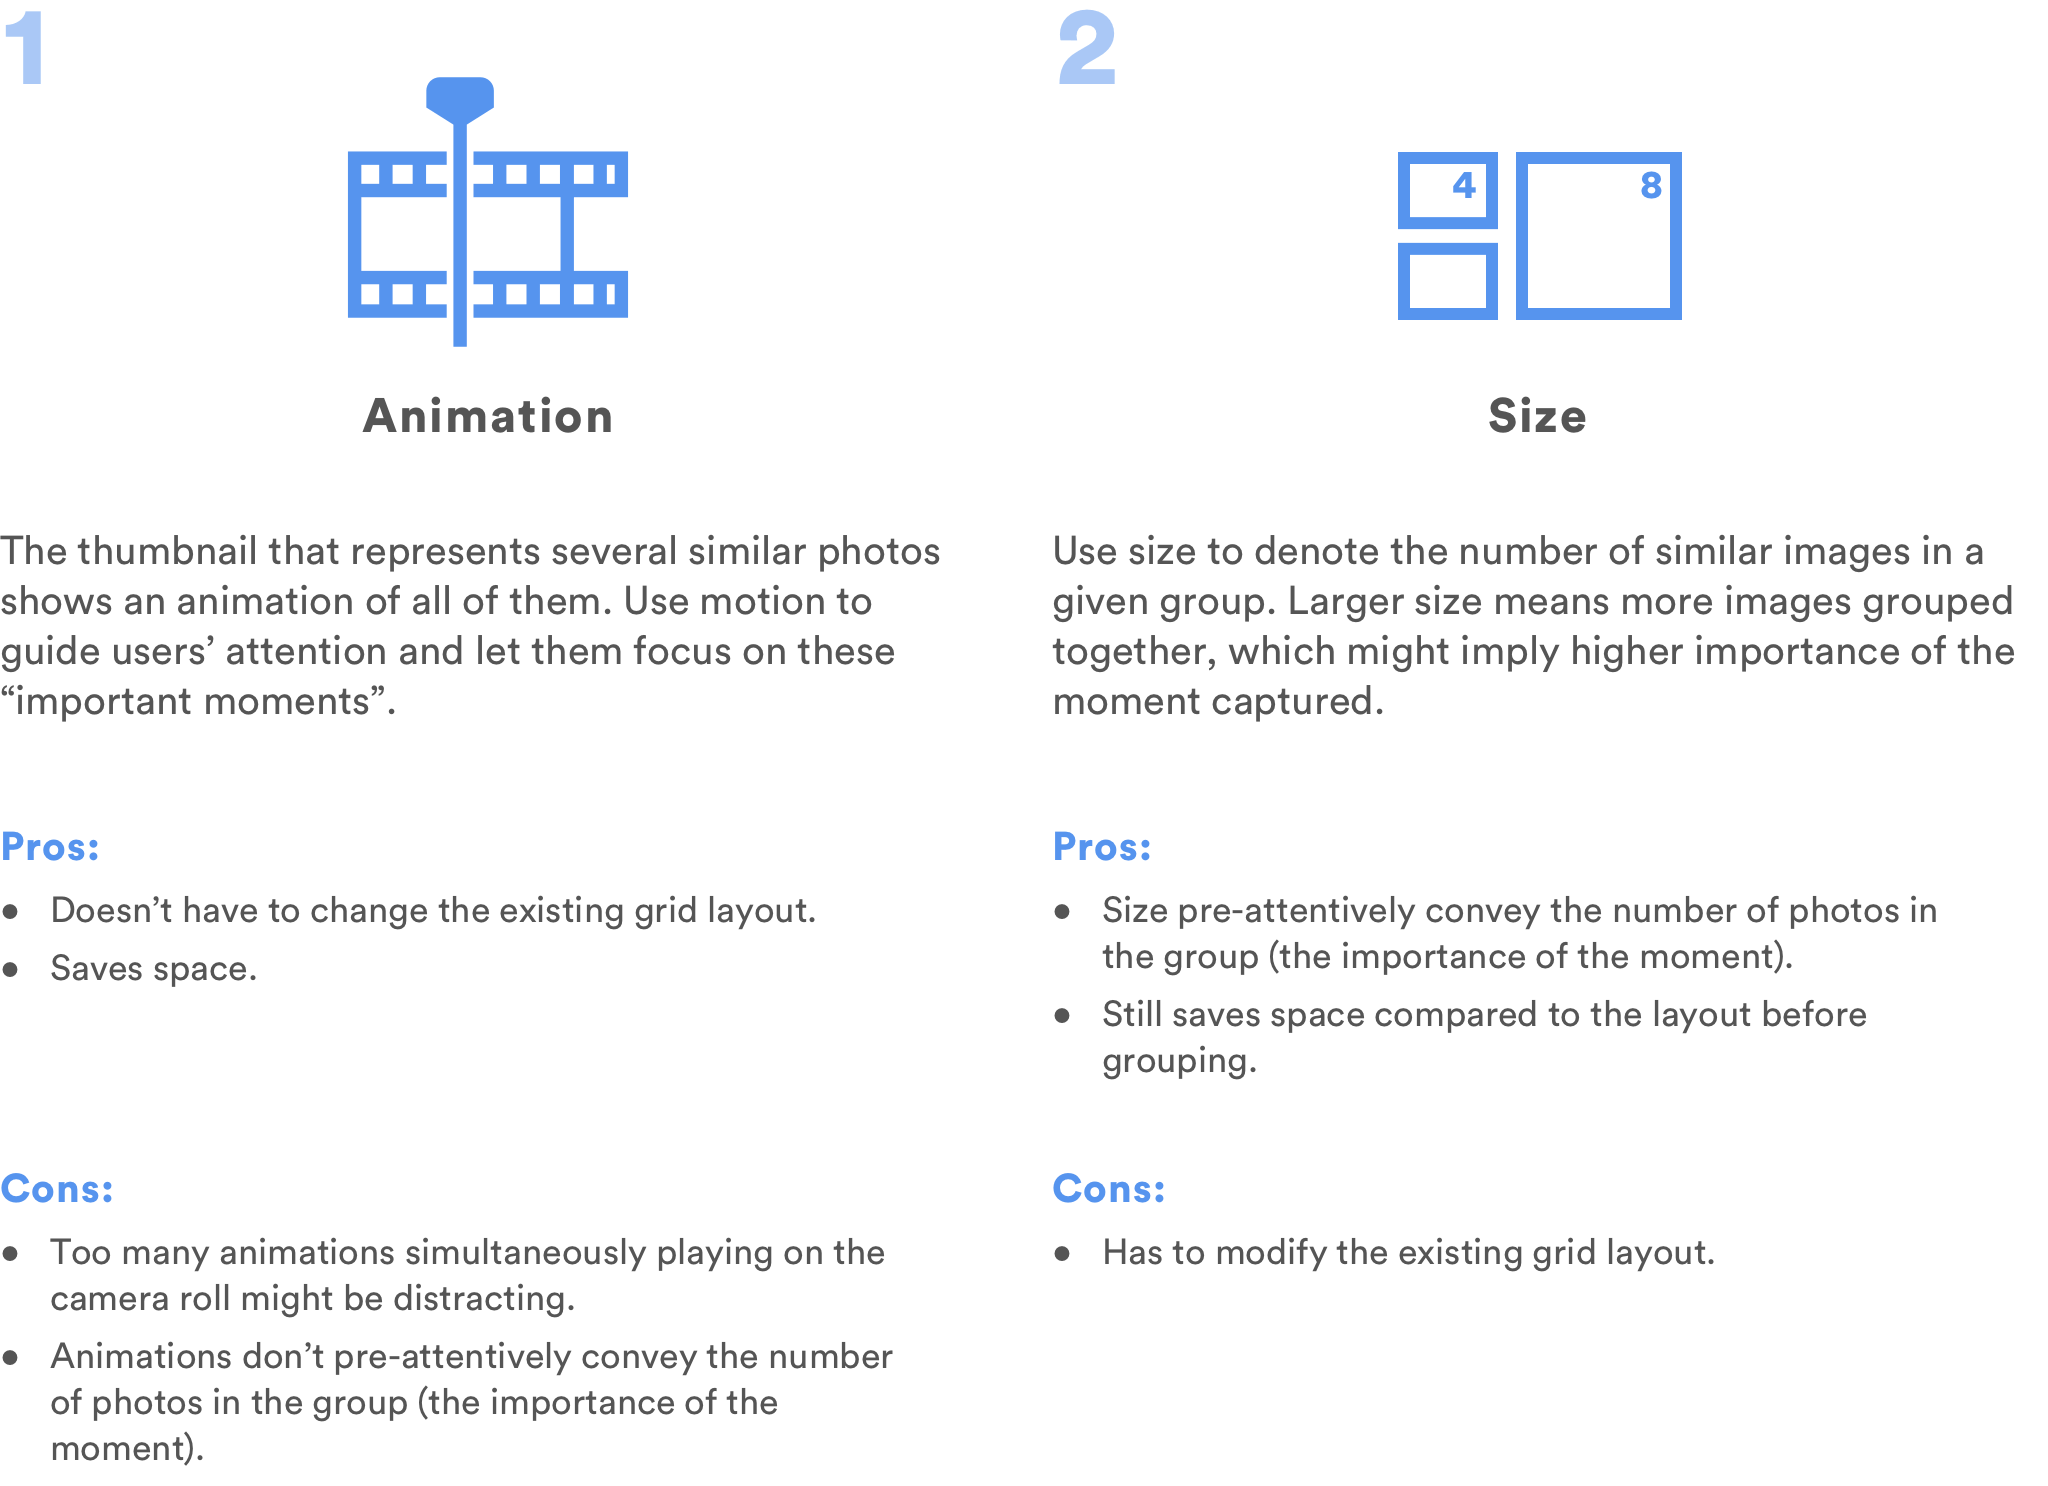 1
Animation
The thumbnail that represents several similar photos
shows an animation of all of them. Use motion to
guide users’ attention and let them focus on these
“important moments”.
Pros:
● Doesn’t have to change the existing grid layout.
● Saves space.
Cons:
● Too many animations simultaneously playing on the
camera roll might be distracting.
● Animations don’t pre-attentively convey the number
of photos in the group (the importance of the
moment).
2
4
8
Size
Use size to denote the number of similar images in a
given group. Larger size means more images grouped
together, which might imply higher importance of the
moment captured.
Pros:
● Size pre-attentively convey the number of photos in
the group (the importance of the moment).
● Still saves space compared to the layout before
grouping.
Cons:
● Has to modify the existing grid layout.